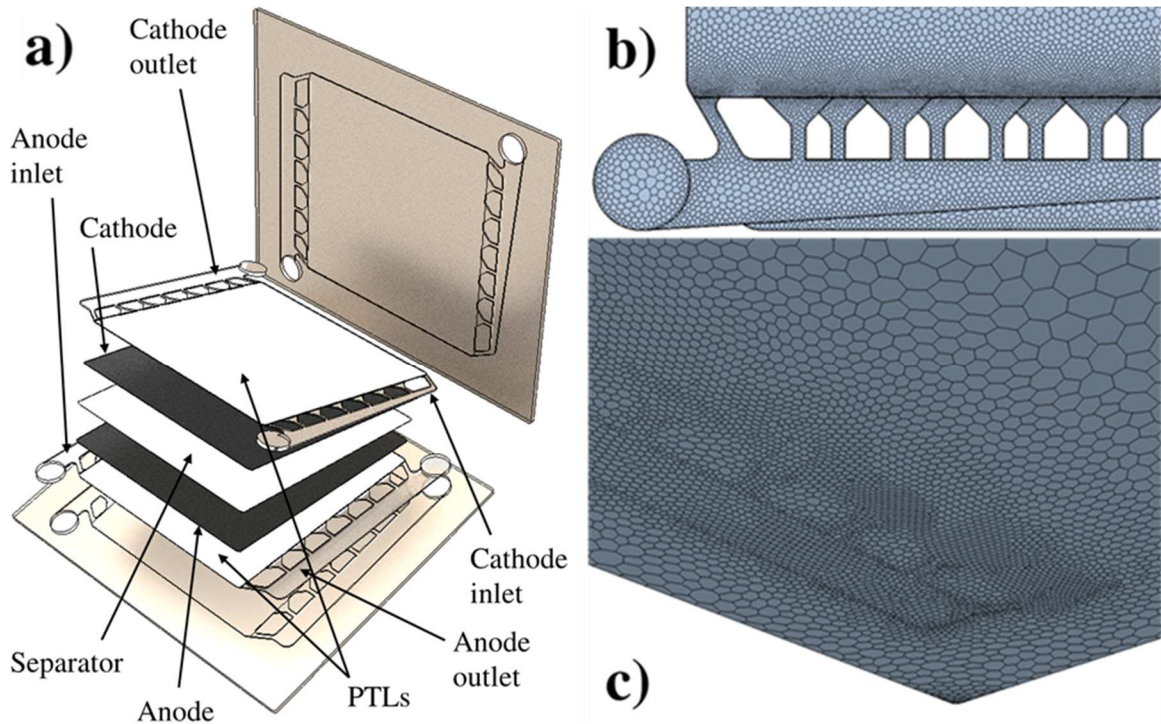 a)
Cathode
outlet
Anode
inlet
Cathode
Separator
Anode
PTLs
Anode
outlet
Cathode
inlet
b)
c)